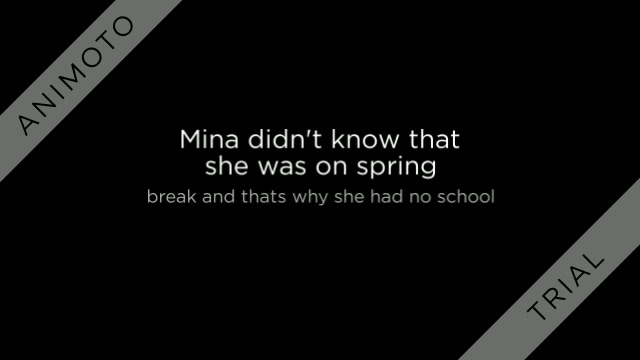 ANIMOTO
Mina didn't know that
she was on spring
break and thats why she had no school
TRIAL